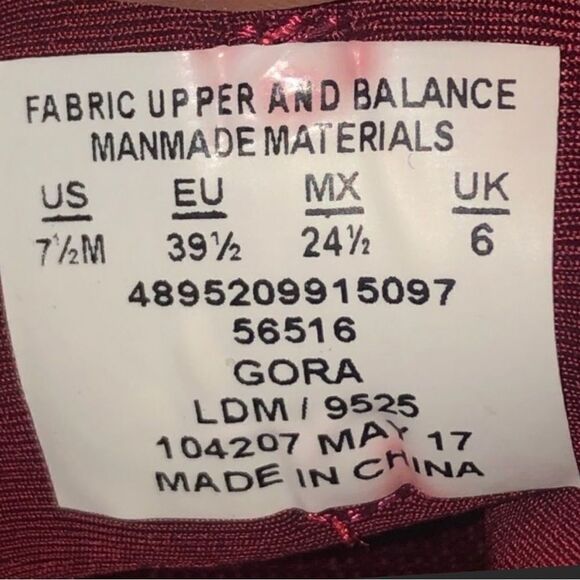 FABRIC UPPER AND BALANCE
MANMADE MATERIALS
US EU MX UK
7½M 39½ 24½ 6
4895209915097
56516
GORA
LDM / 9525
104207 MAY 17
MADE IN CHINA